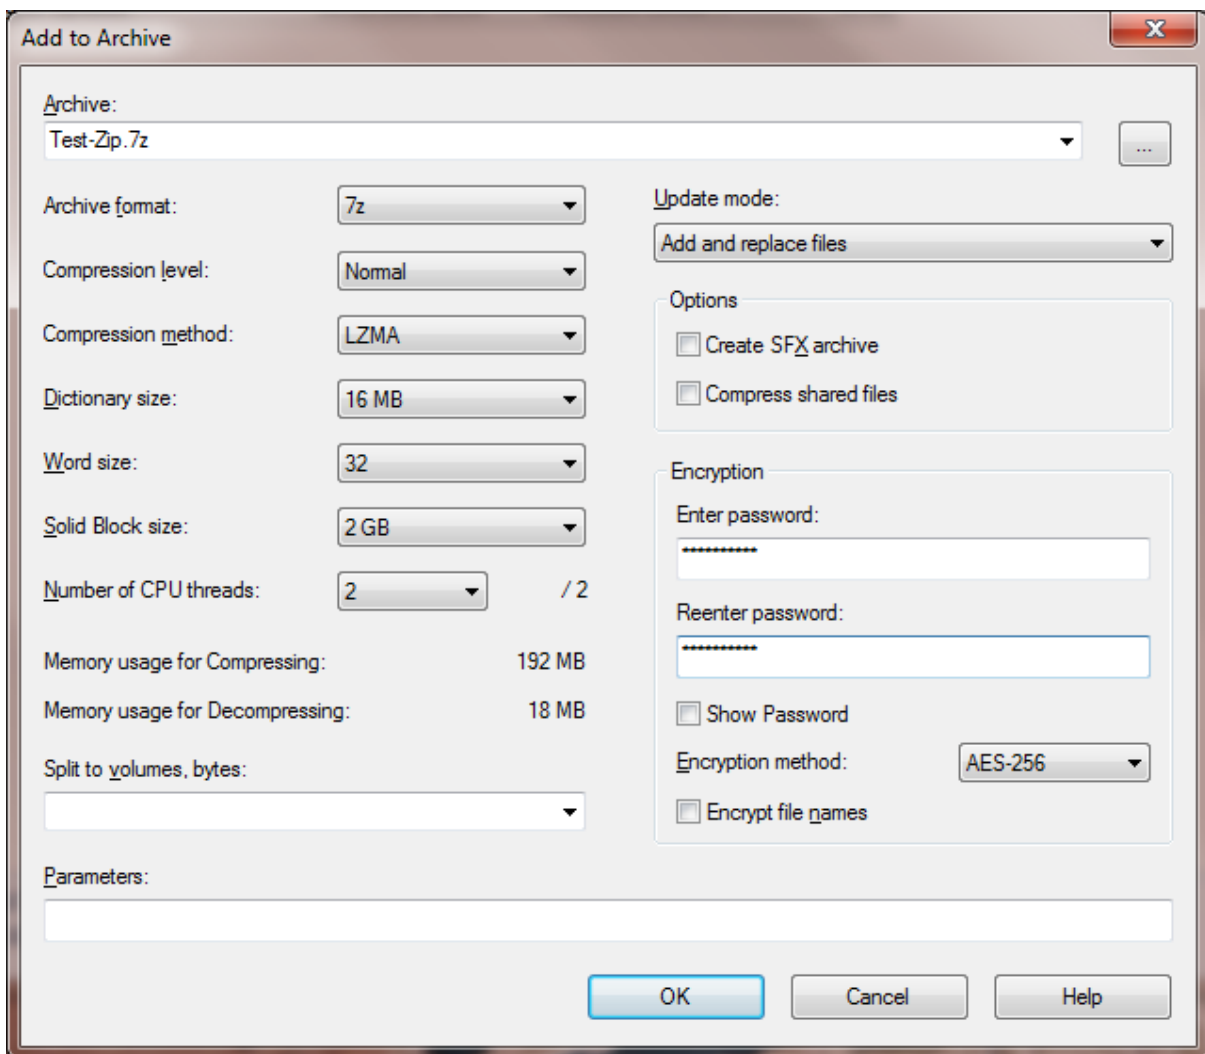 Add to Archive
X
Archive:
Test-Zip.7z
...
Archive format: 7z
Compression level: Normal
Compression method: LZMA
Dictionary size: 16 MB
Word size: 32
Solid Block size: 2 GB
Number of CPU threads: 2 / 2
Memory usage for Compressing: 192 MB
Memory usage for Decompressing: 18 MB
Split to volumes, bytes:
Update mode:
Add and replace files
Options
Create SFX archive
Compress shared files
Encryption
Enter password:
**********
Reenter password:
**********
Show Password
Encryption method: AES-256
Encrypt file names
Parameters:
OK Cancel Help